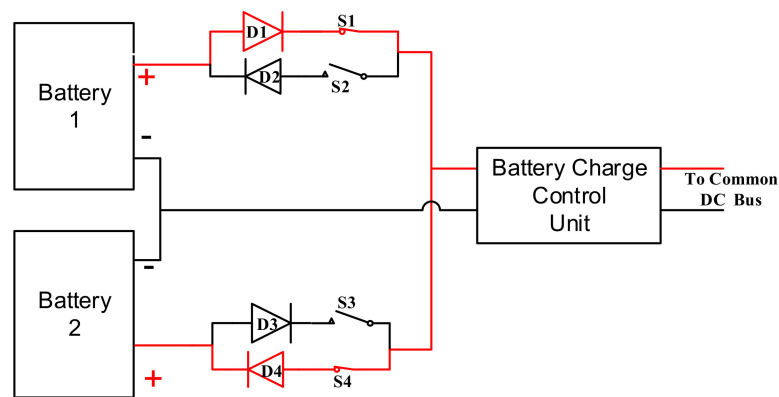 Battery
1
+
-
D1
S1
D2
S2
Battery Charge
Control
Unit
To Common
DC Bus
Battery
2
-
+
D3
S3
D4
S4